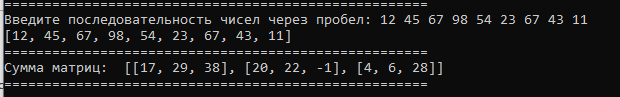 =====================================================
Введите последовательность чисел через пробел: 12 45 67 98 54 23 67 43 11
[12, 45, 67, 98, 54, 23, 67, 43, 11]
=====================================================
Сумма матриц:  [[17, 29, 38], [20, 22, -1], [4, 6, 28]]
=====================================================